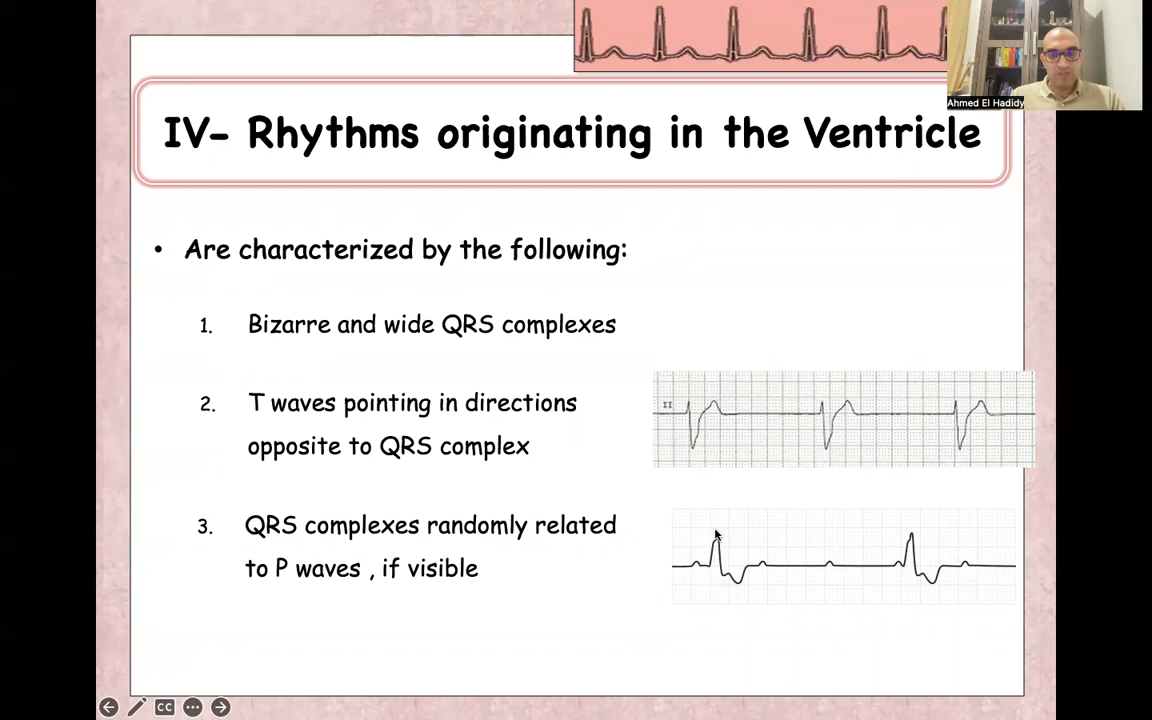 Ahmed El Hadidy
IV- Rhythms originating in the Ventricle
• Are characterized by the following:
1. Bizarre and wide QRS complexes
2. T waves pointing in directions
opposite to QRS complex
II
3. QRS complexes randomly related
to P waves , if visible
CC